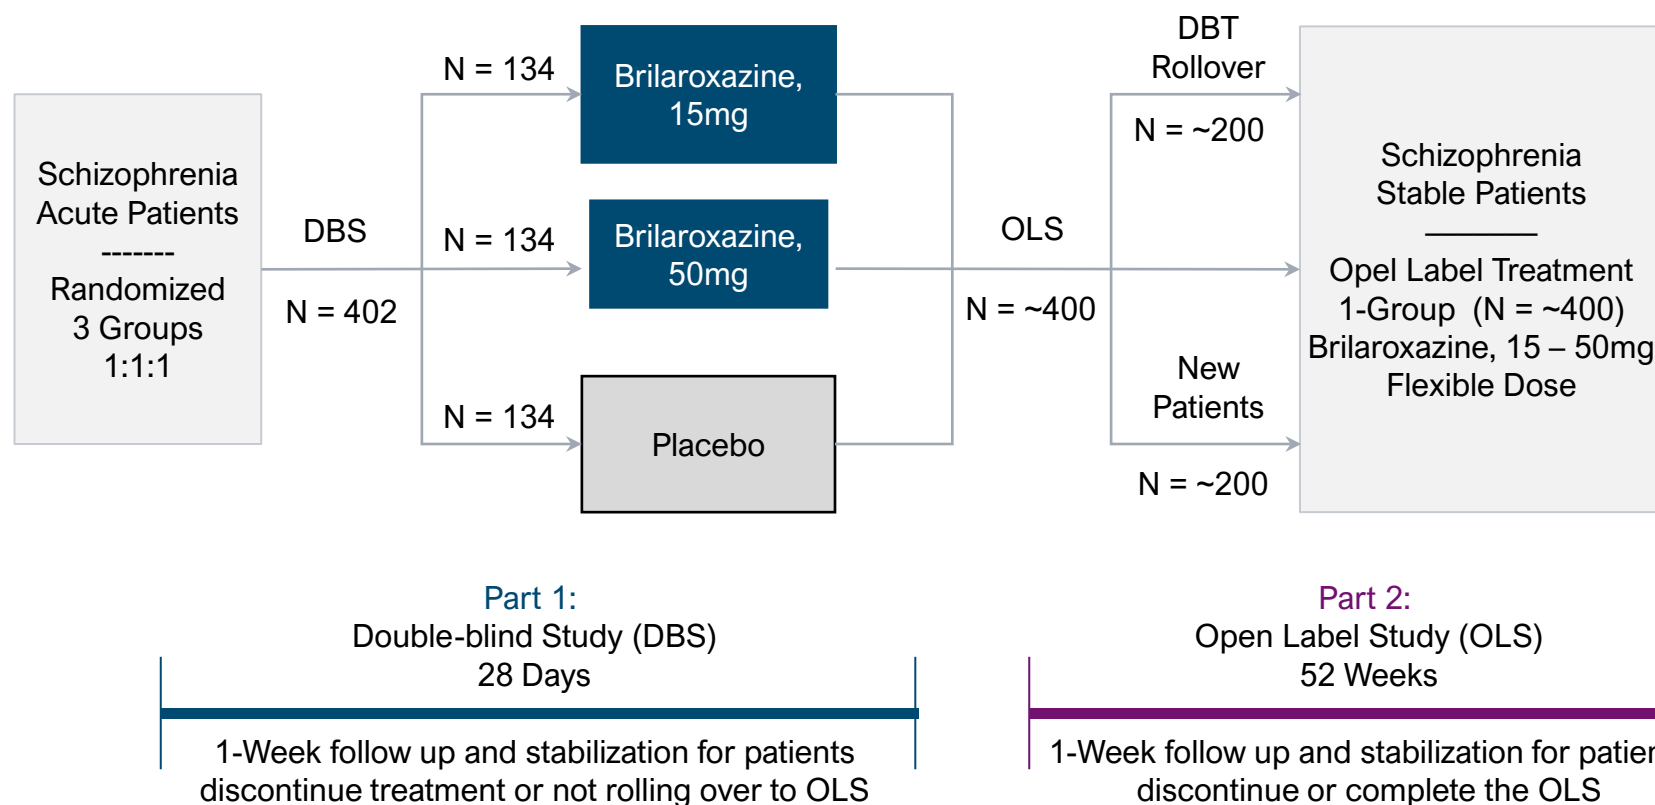 Schizophrenia
Acute Patients
-------
Randomized
3 Groups
1:1:1
DBS
N = 402
N = 134
Brilaroxazine,
15mg
N = 134
Brilaroxazine,
50mg
N = 134
Placebo
OLS
N = ~400
DBT
Rollover
N = ~200
New
Patients
N = ~200
Schizophrenia
Stable Patients
Opel Label Treatment
1-Group (N = ~400)
Brilaroxazine, 15 – 50mg
Flexible Dose
Part 1:
Double-blind Study (DBS)
28 Days
1-Week follow up and stabilization for patients
discontinue treatment or not rolling over to OLS
Part 2:
Open Label Study (OLS)
52 Weeks
1-Week follow up and stabilization for
discontinue or complete the OLS